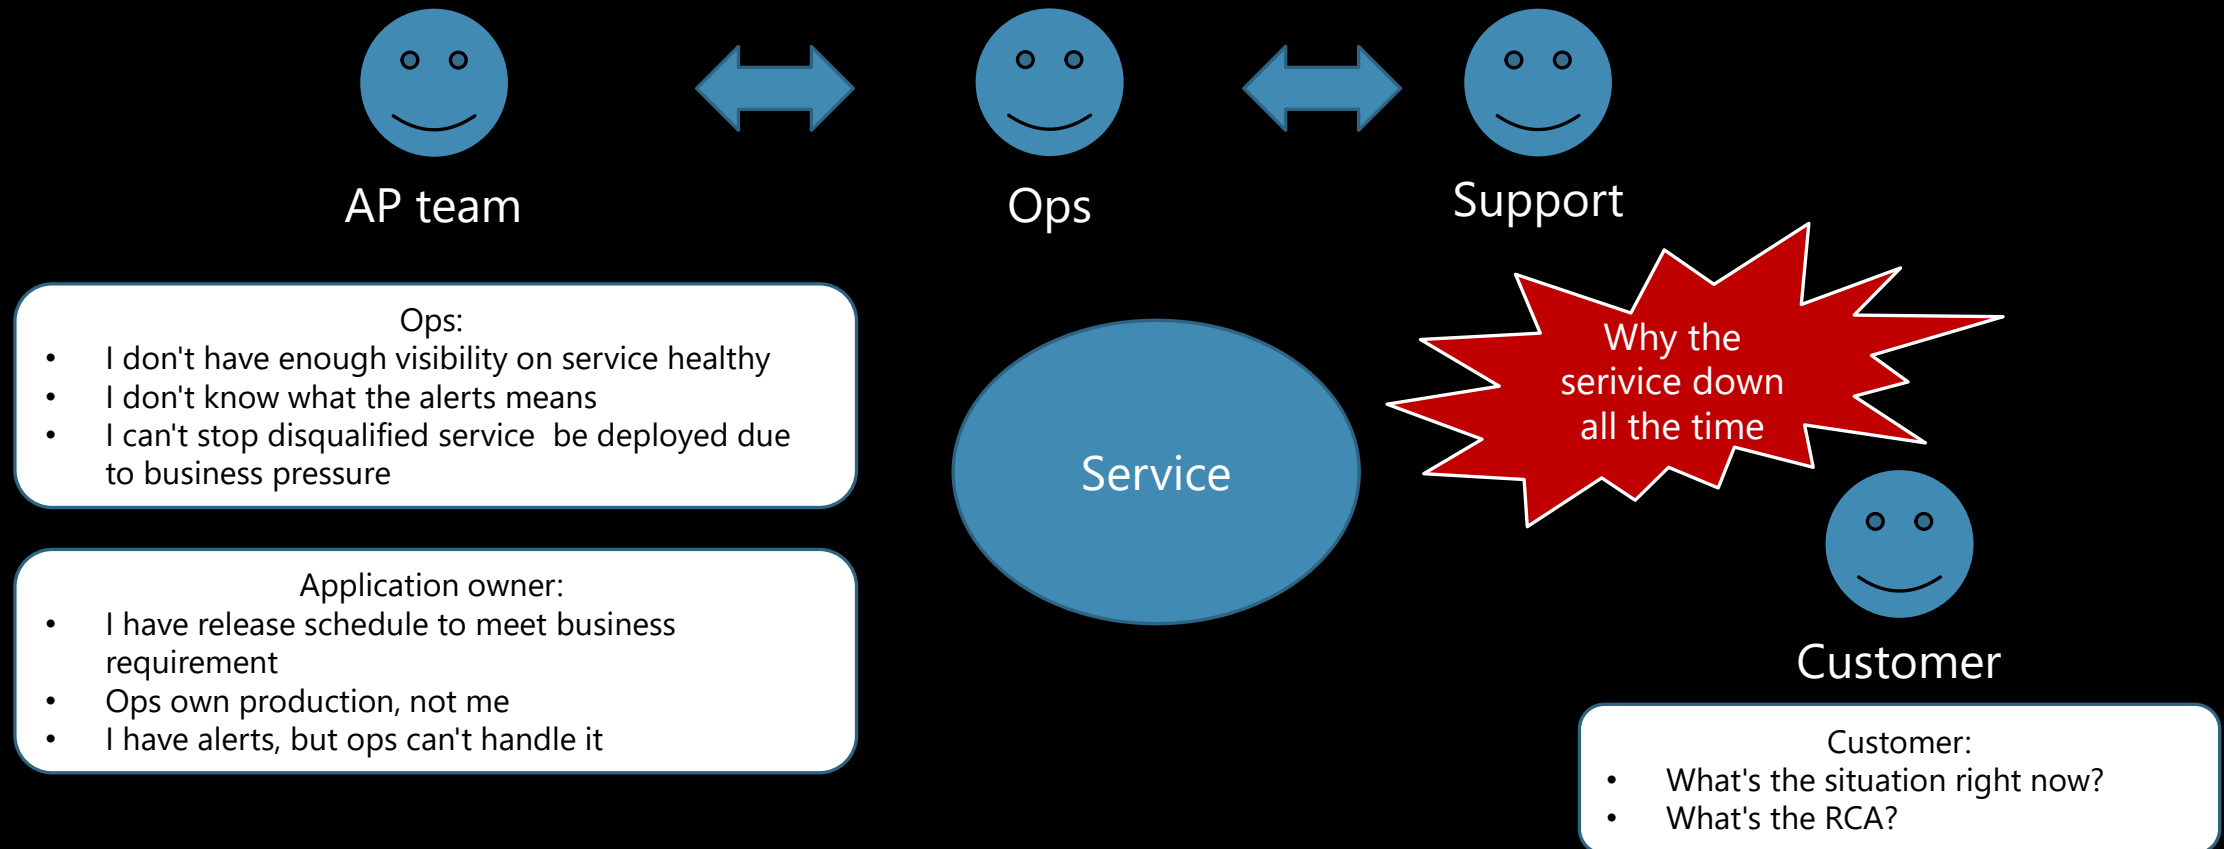 AP team
Ops
Support
Ops:
• I don't have enough visibility on service healthy
• I don't know what the alerts means
• I can't stop disqualified service  be deployed due
to business pressure
Application owner:
• I have release schedule to meet business
requirement
• Ops own production, not me
• I have alerts, but ops can't handle it
Service
Why the
serivice down
all the time
Customer
Customer:
• What's the situation right now?
• What's the RCA?